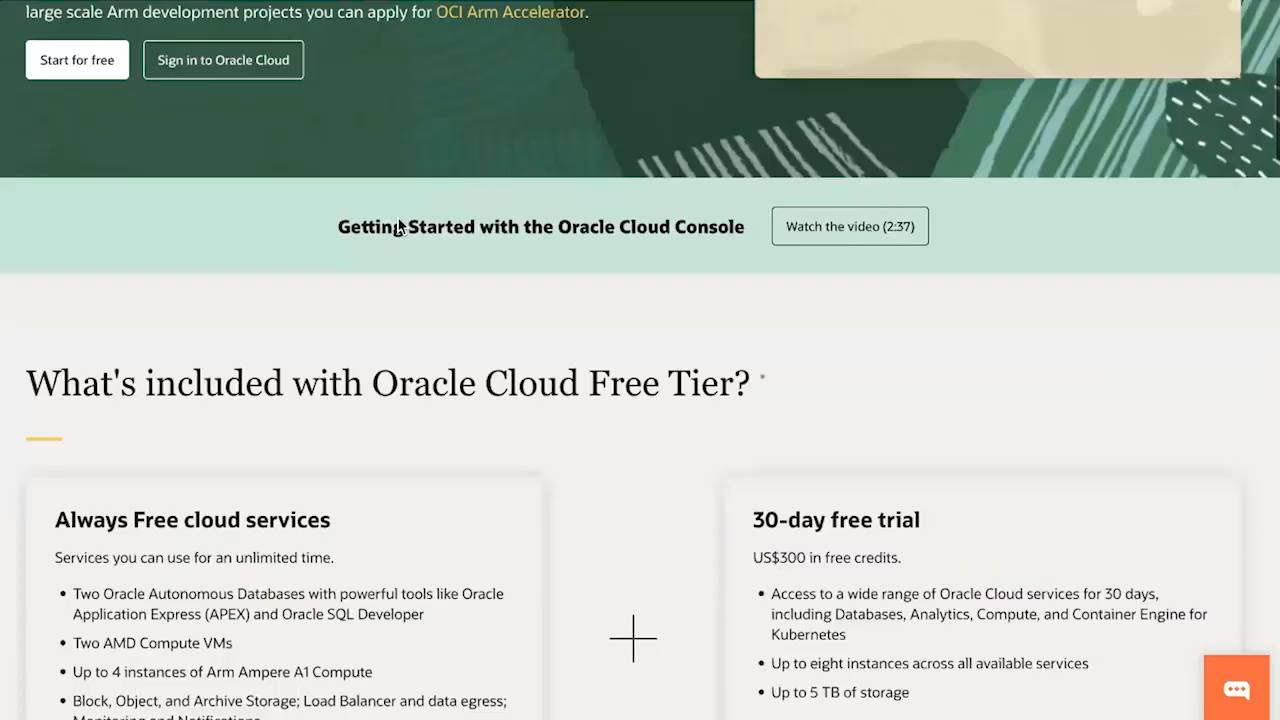 large scale Arm development projects you can apply for OCI Arm Accelerator.
Start for free
Sign in to Oracle Cloud
Getting Started with the Oracle Cloud Console
Watch the video (2:37)
What's included with Oracle Cloud Free Tier? *
Always Free cloud services
Services you can use for an unlimited time.
• Two Oracle Autonomous Databases with powerful tools like Oracle
Application Express (APEX) and Oracle SQL Developer
• Two AMD Compute VMs
• Up to 4 instances of Arm Ampere A1 Compute
• Block, Object, and Archive Storage; Load Balancer and data egress;
Monitoring and Notifications
30-day free trial
US$300 in free credits.
• Access to a wide range of Oracle Cloud services for 30 days,
including Databases, Analytics, Compute, and Container Engine for
Kubernetes
• Up to eight instances across all available services
• Up to 5 TB of storage